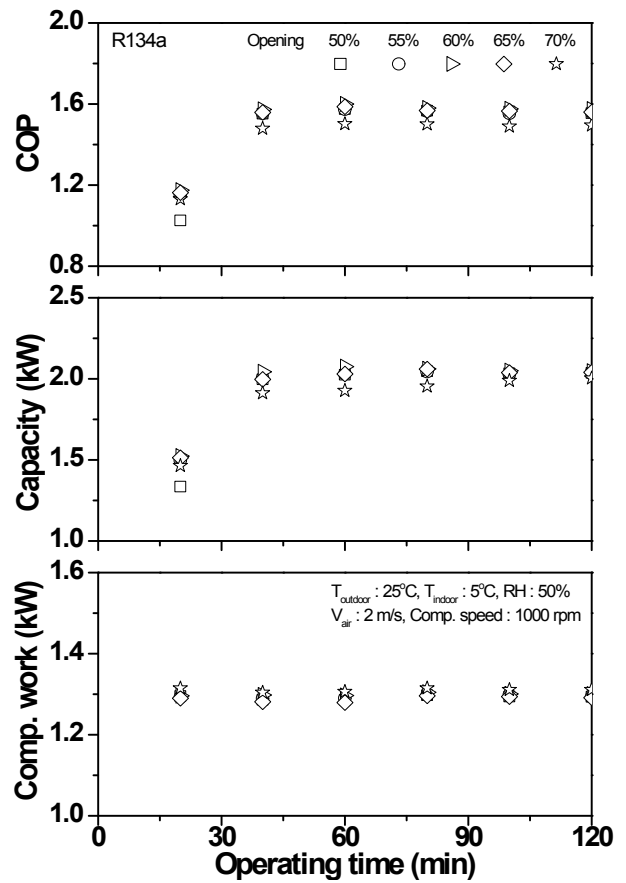 R134a Opening 50% 55% 60% 65% 70%
2.0
1.6
1.2
0.8
COP
2.5
2.0
1.5
1.0
Capacity (kW)
T_outdoor : 25°C, T_indoor : 5°C, RH : 50%
V_air : 2 m/s, Comp. speed : 1000 rpm
1.6
1.4
1.2
1.0
Comp. work (kW)
0 30 60 90 120
Operating time (min)